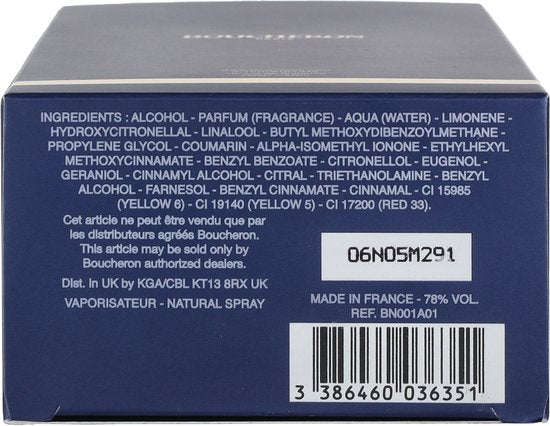 BOUCHERON
INGREDIENTS : ALCOHOL - PARFUM (FRAGRANCE) - AQUA (WATER) - LIMONENE -
HYDROXYCITRONELLAL - LINALOOL - BUTYL METHOXYDIBENZOYLMETHANE -
PROPYLENE GLYCOL - COUMARIN - ALPHA-ISOMETHYL IONONE - ETHYLHEXYL
METHOXYCINNAMATE - BENZYL BENZOATE - CITRONELLOL - EUGENOL -
GERANIOL - CINNAMYL ALCOHOL - CITRAL - TRIETHANOLAMINE - BENZYL
ALCOHOL - FARNESOL - BENZYL CINNAMATE - CINNAMAL - CI 15985
(YELLOW 6) - CI 19140 (YELLOW 5) - CI 17200 (RED 33).
Cet article ne peut être vendu que par
les distributeurs agréés Boucheron.
This article may be sold only by
Boucheron authorized dealers.
Dist. in UK by KGA/CBL KT13 8RX UK
VAPORISATEUR - NATURAL SPRAY
06N05M291
MADE IN FRANCE - 78% VOL.
REF. BN001A01
3 386460 036351